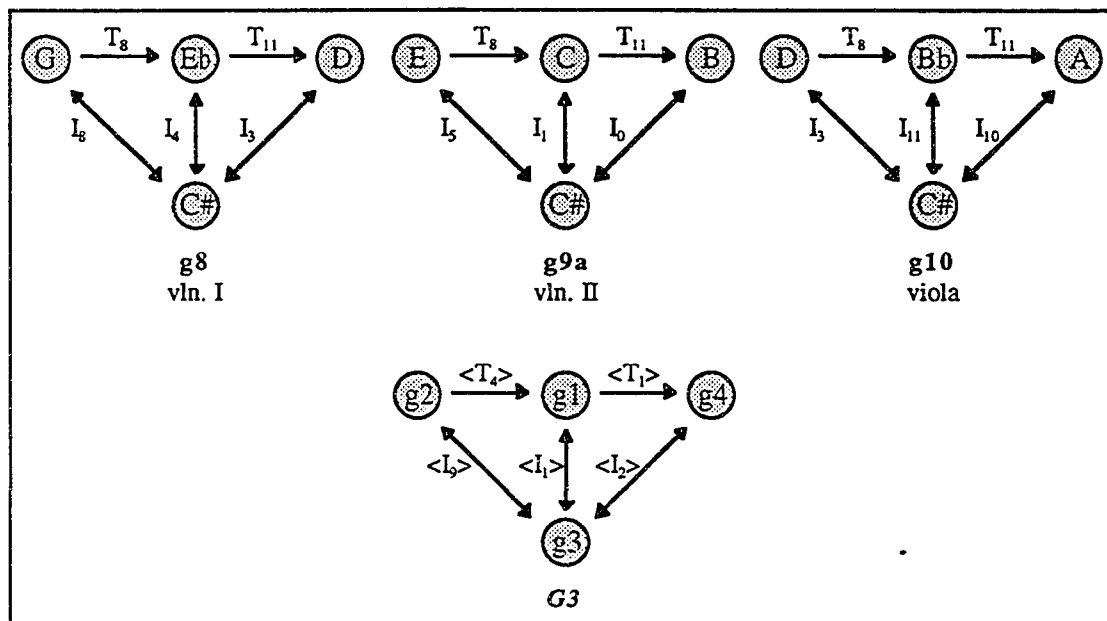 T₈ T₁₁ T₈ T₁₁ T₈ T₁₁
G Eb D E C B D Bb A
I₈ I₄ I₃ I₅ I₁ I₀ I₃ I₁₁ I₁₀
C# C# C#
g8 g9a g10
vln. I vln. II viola
<T₄> <T₁>
g2 g1 g4
<I₉> <I₁> <I₂>
g3
G3